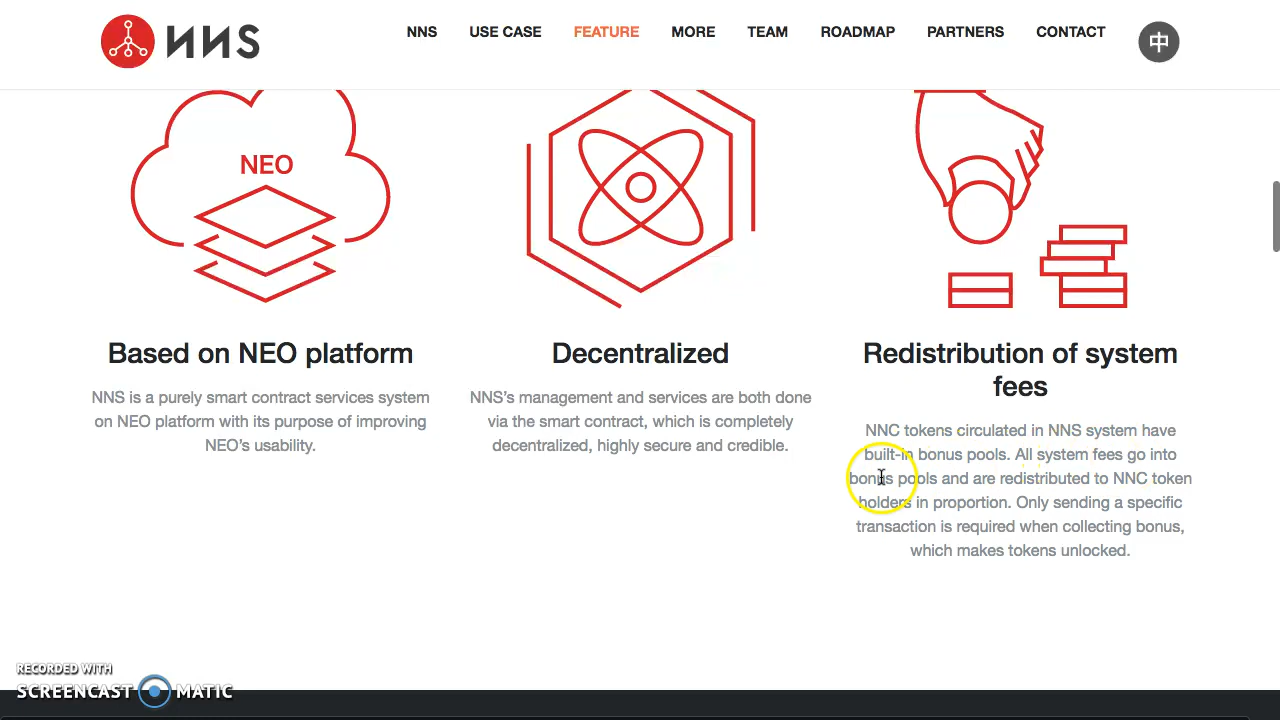 NNS
NNS USE CASE FEATURE MORE TEAM ROADMAP PARTNERS CONTACT 中
NEO
Based on NEO platform
NNS is a purely smart contract services system
on NEO platform with its purpose of improving
NEO's usability.
Decentralized
NNS's management and services are both done
via the smart contract, which is completely
decentralized, highly secure and credible.
Redistribution of system
fees
NNC tokens circulated in NNS system have
built-in bonus pools. All system fees go into
bonus pools and are redistributed to NNC token
holders in proportion. Only sending a specific
transaction is required when collecting bonus,
which makes tokens unlocked.
RECORDED WITH
SCREENCAST MATIC